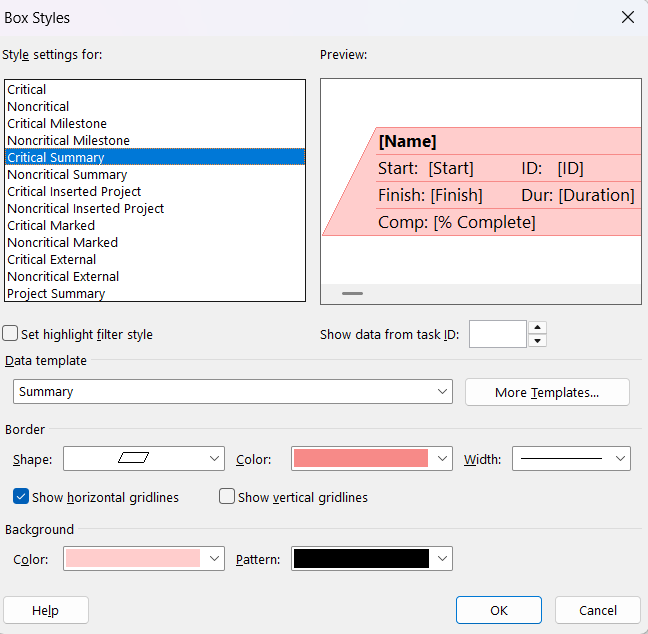 Box Styles
Style settings for:
Preview:
Critical
Noncritical
Critical Milestone
Noncritical Milestone
Critical Summary
Noncritical Summary
Critical Inserted Project
Noncritical Inserted Project
Critical Marked
Noncritical Marked
Critical External
Noncritical External
Project Summary
[Name]
Start: [Start] ID: [ID]
Finish: [Finish] Dur: [Duration]
Comp: [% Complete]
Set highlight filter style
Show data from task ID:
Data template
Summary
More Templates...
Border
Shape: Color: Width:
Show horizontal gridlines Show vertical gridlines
Background
Color: Pattern:
Help OK Cancel